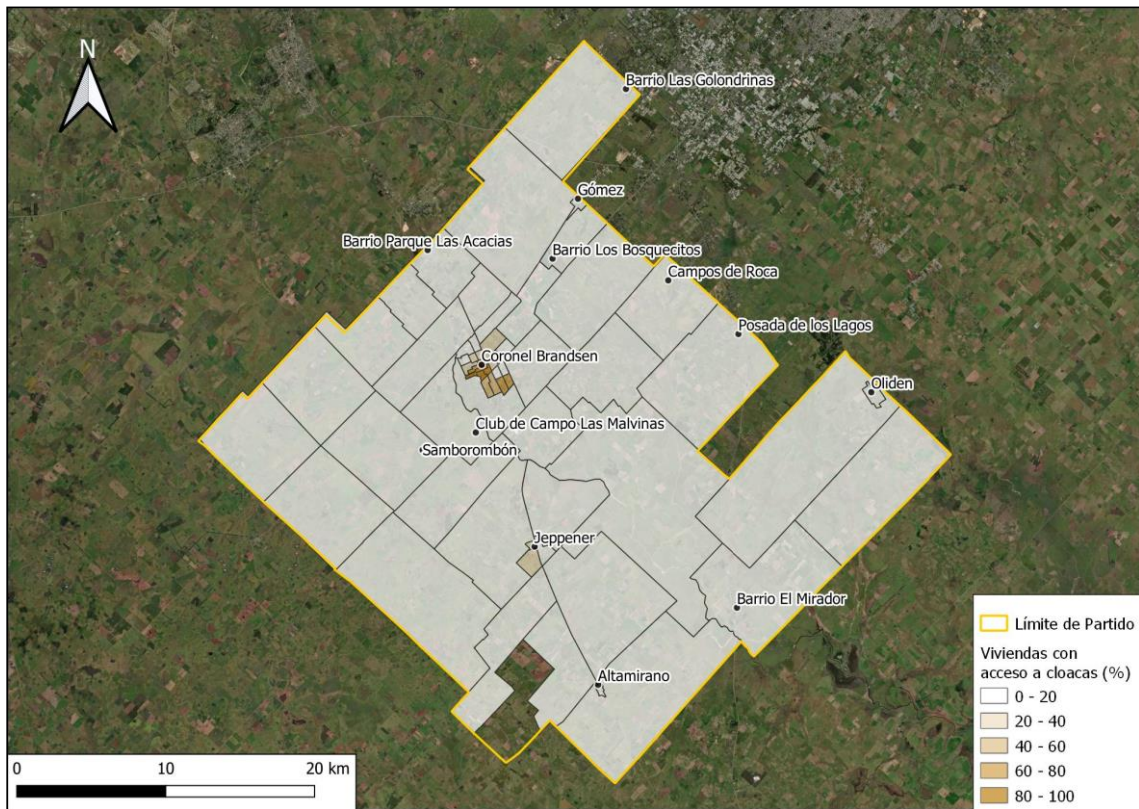 N
Barrio Las Golondrinas
Gómez
Barrio Parque Las Acacias
Barrio Los Bosquecitos
Campos de Roca
Posada de los Lagos
Coronel Brandsen
Oliden
Club de Campo Las Malvinas
Samborombón
Jeppener
Barrio El Mirador
Altamirano
Límite de Partido
Viviendas con
acceso a cloacas (%)
0 - 20
20 - 40
40 - 60
60 - 80
80 - 100
0 10 20 km